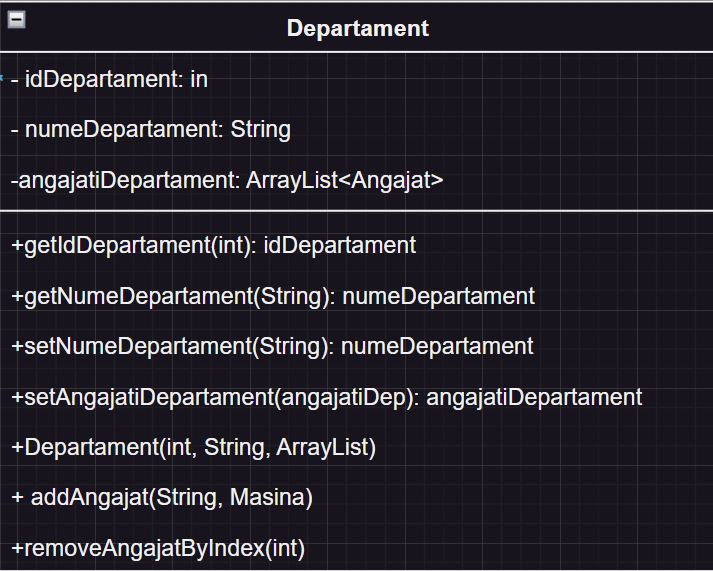 Departament
- idDepartament: in
- numeDepartament: String
-angajatiDepartament: ArrayList<Angajat>
+getIdDepartament(int): idDepartament
+getNumeDepartament(String): numeDepartament
+setNumeDepartament(String): numeDepartament
+setAngajatiDepartament(angajatiDep): angajatiDepartament
+Departament(int, String, ArrayList)
+ addAngajat(String, Masina)
+removeAngajatByIndex(int)